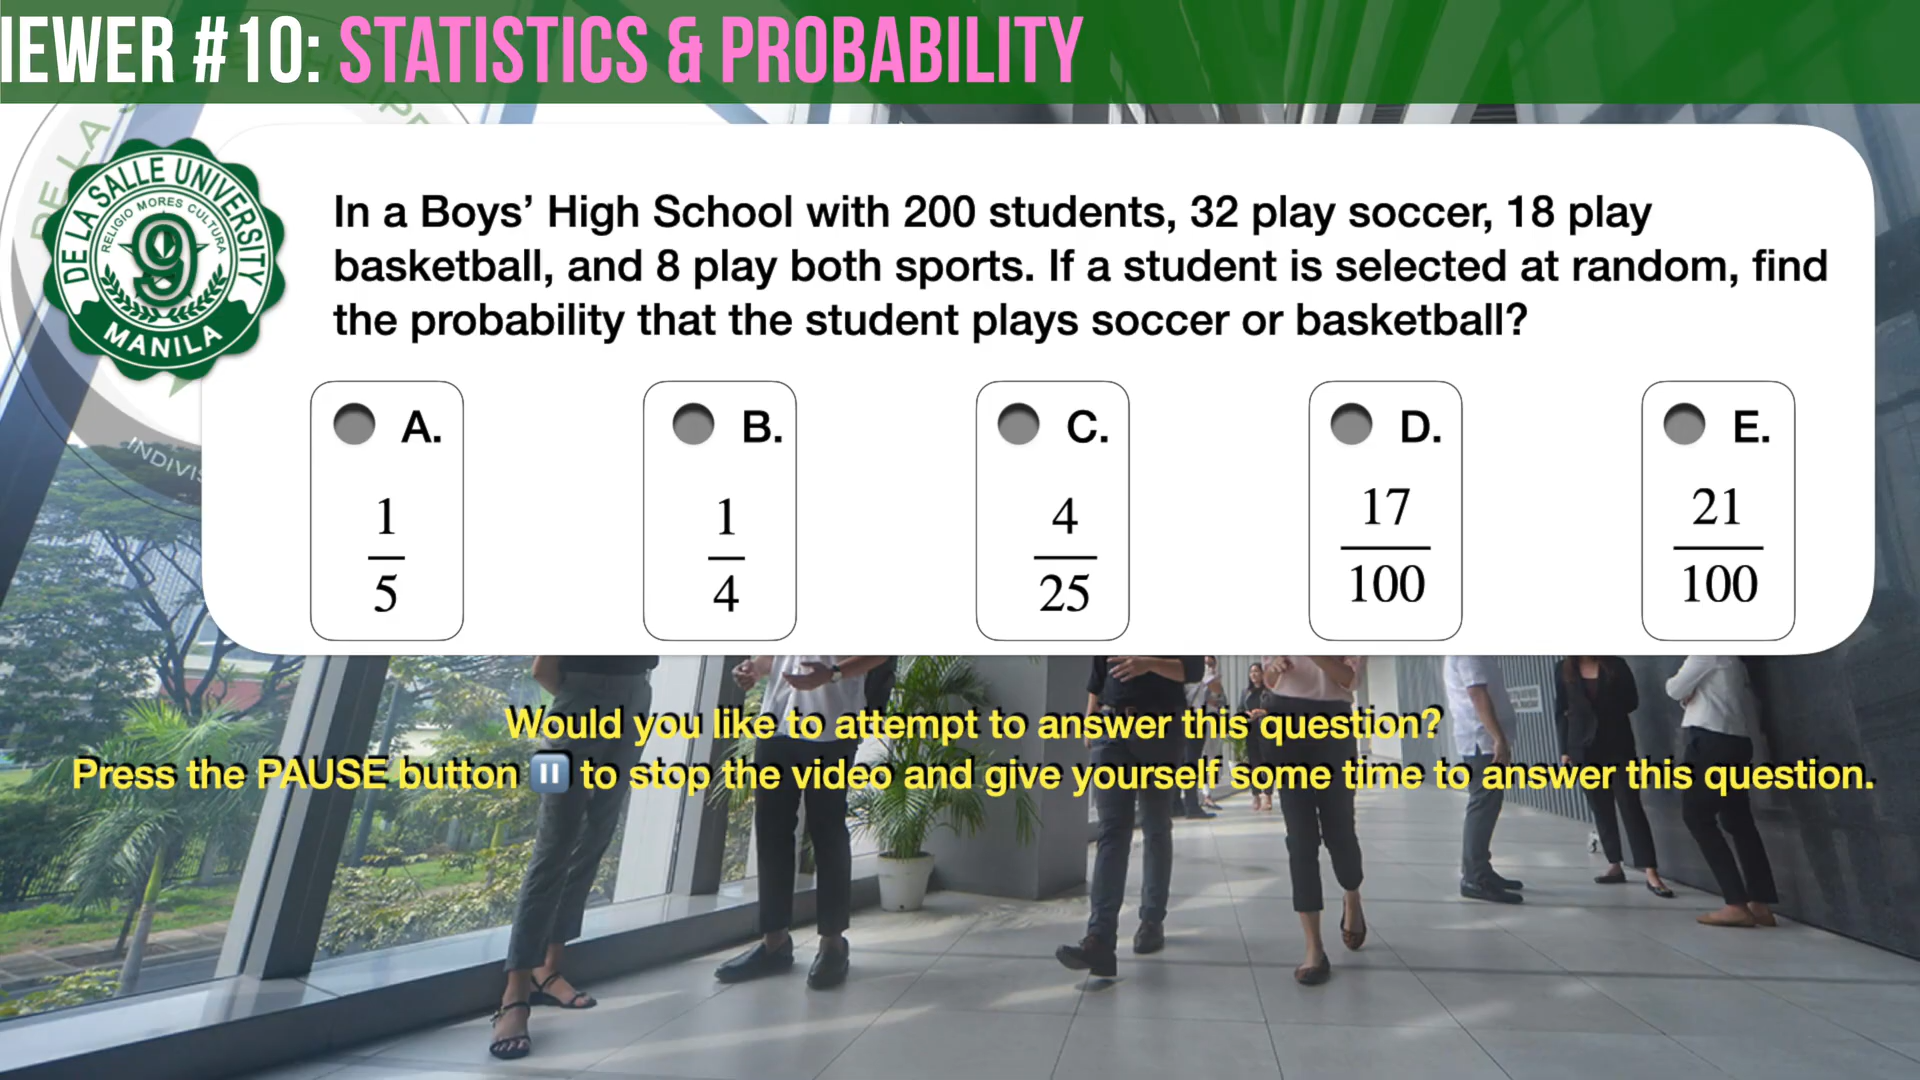 IEWER #10: STATISTICS & PROBABILITY
DE LA SALLE UNIVERSITY
RELIGIO MORES CULTURA
9
MANILA
DE LA
INDIVIS
In a Boys’ High School with 200 students, 32 play soccer, 18 play
basketball, and 8 play both sports. If a student is selected at random, find
the probability that the student plays soccer or basketball?
A.
1
5
B.
1
4
C.
4
25
D.
17
100
E.
21
100
Would you like to attempt to answer this question?
Press the PAUSE button ⏸ to stop the video and give yourself some time to answer this question.